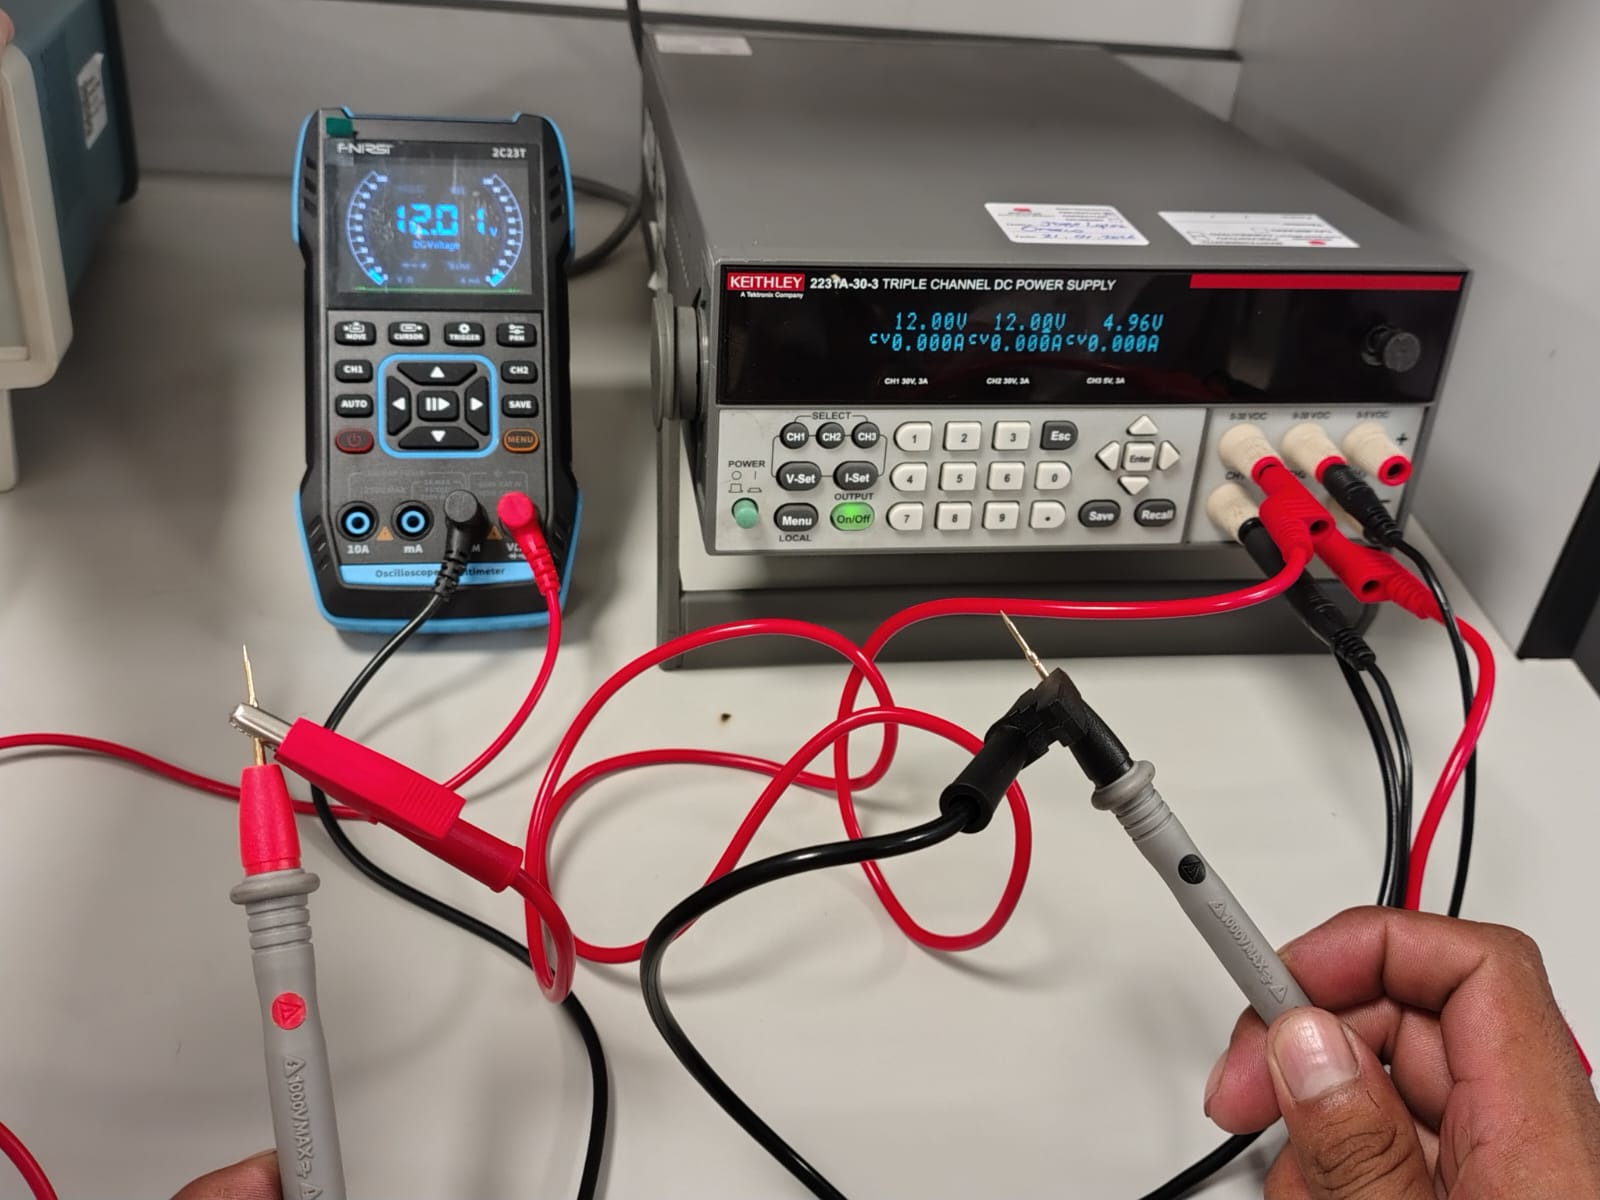 FNIRSI 2C23T
12.01 V
DC Voltage
MOVE CURSOR TRIGGER PRM
CH1 CH2
AUTO SAVE
MENU
10A mA
Oscilloscope
KEITHLEY 2231A-30-3 TRIPLE CHANNEL DC POWER SUPPLY
A Tektronix Company
12.00V 12.00V 4.96V
CV0.000A CV0.000A CV0.000A
CH1 30V, 3A CH2 30V, 3A CH3 5V, 3A
SELECT
CH1 CH2 CH3 1 2 3 Esc
POWER
V-Set I-Set 4 5 6 0 Enter
OUTPUT
Menu On/Off 7 8 9 . Save Recall
LOCAL
0-30 VDC 0-30 VDC 0-5 VDC
+
1000V MAX
1000V MAX